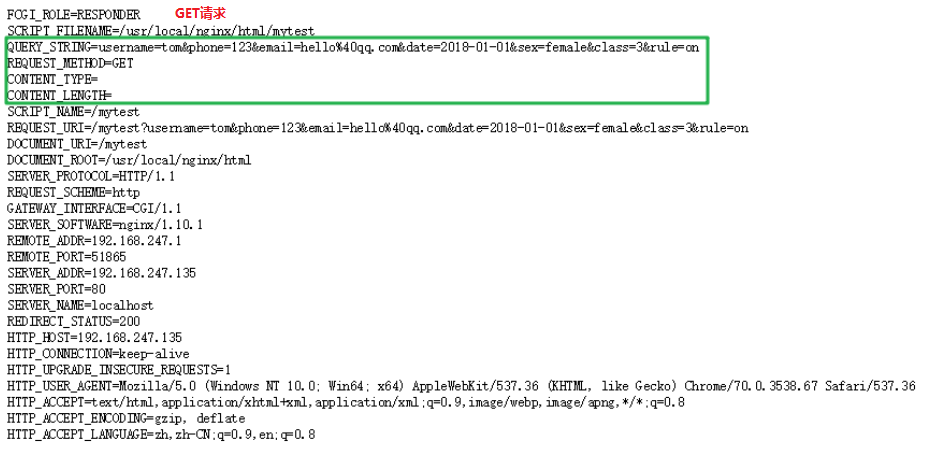 FCGI_ROLE=RESPONDER GET请求
SCRIPT_FILENAME=/usr/local/nginx/html/mytest
QUERY_STRING=username=tom&phone=123&email=hello%40qq.com&date=2018-01-01&sex=female&class=3&rule=on
REQUEST_METHOD=GET
CONTENT_TYPE=
CONTENT_LENGTH=
SCRIPT_NAME=/mytest
REQUEST_URI=/mytest?username=tom&phone=123&email=hello%40qq.com&date=2018-01-01&sex=female&class=3&rule=on
DOCUMENT_URI=/mytest
DOCUMENT_ROOT=/usr/local/nginx/html
SERVER_PROTOCOL=HTTP/1.1
REQUEST_SCHEME=http
GATEWAY_INTERFACE=CGI/1.1
SERVER_SOFTWARE=nginx/1.10.1
REMOTE_ADDR=192.168.247.1
REMOTE_PORT=51865
SERVER_ADDR=192.168.247.135
SERVER_PORT=80
SERVER_NAME=localhost
REDIRECT_STATUS=200
HTTP_HOST=192.168.247.135
HTTP_CONNECTION=keep-alive
HTTP_UPGRADE_INSECURE_REQUESTS=1
HTTP_USER_AGENT=Mozilla/5.0 (Windows NT 10.0; Win64; x64) AppleWebKit/537.36 (KHTML, like Gecko) Chrome/70.0.3538.67 Safari/537.36
HTTP_ACCEPT=text/html,application/xhtml+xml,application/xml;q=0.9,image/webp,image/apng,*/*;q=0.8
HTTP_ACCEPT_ENCODING=gzip, deflate
HTTP_ACCEPT_LANGUAGE=zh,zh-CN;q=0.9,en;q=0.8